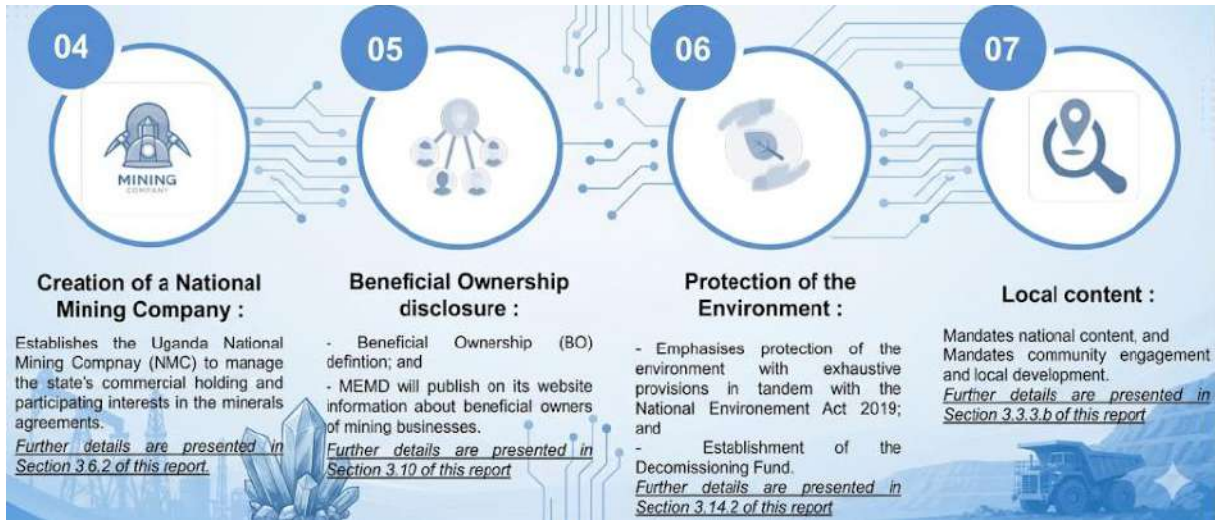 04
05
06
07
MINING
COMPANY
Creation of a National
Mining Company :
Establishes the Uganda National
Mining Compnay (NMC) to manage
the state's commercial holding and
participating interests in the minerals
agreements.
Further details are presented in
Section 3.6.2 of this report.
Beneficial Ownership
disclosure :
- Beneficial Ownership (BO)
defintion; and
- MEMD will publish on its website
information about beneficial owners
of mining businesses.
Further details are presented in
Section 3.10 of this report
Protection of the
Environment :
- Emphasises protection of the
environment with exhaustive
provisions in tandem with the
National Environement Act 2019;
and
- Establishment of the
Decomissioning Fund.
Further details are presented in
Section 3.14.2 of this report
Local content :
Mandates national content, and
Mandates community engagement
and local development.
Further details are presented in
Section 3.3.3.b of this report